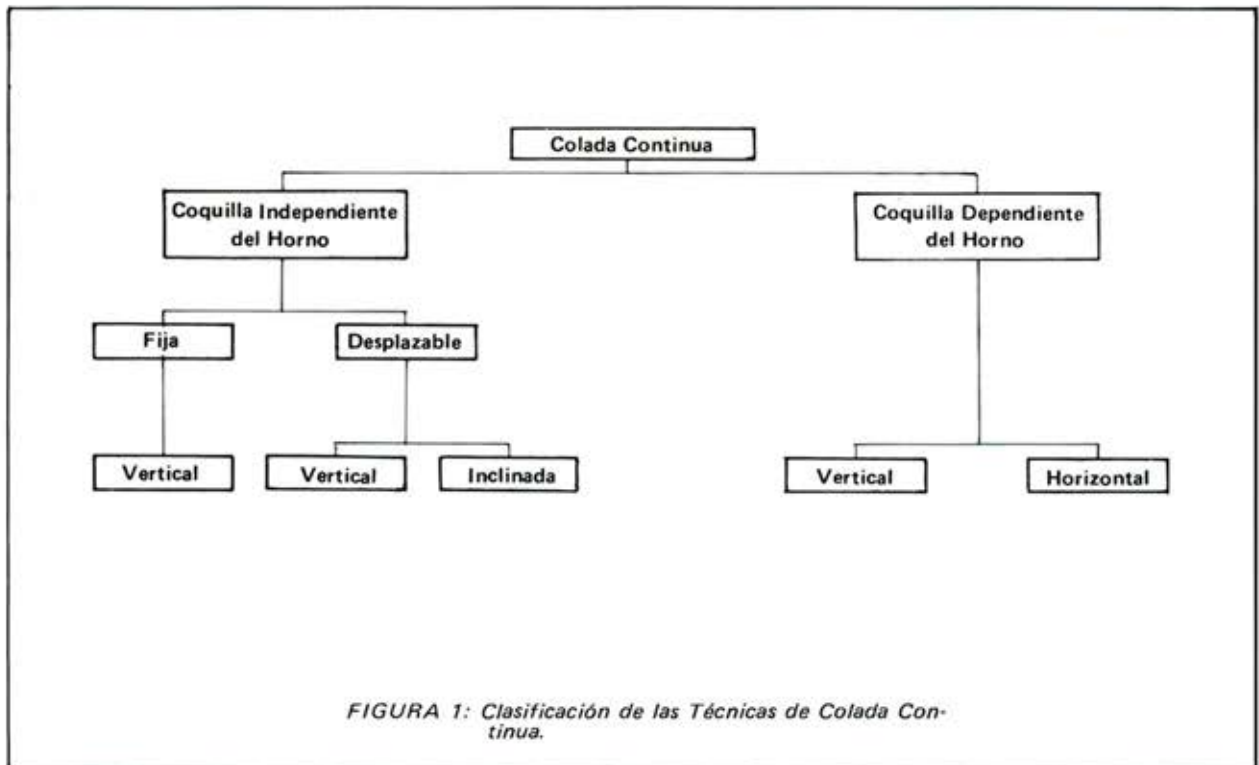 Colada Continua
Coquilla Independiente
del Horno
Coquilla Dependiente
del Horno
Fija
Desplazable
Vertical
Vertical
Inclinada
Vertical
Horizontal
FIGURA 1: Clasificación de las Técnicas de Colada Con-
tinua.